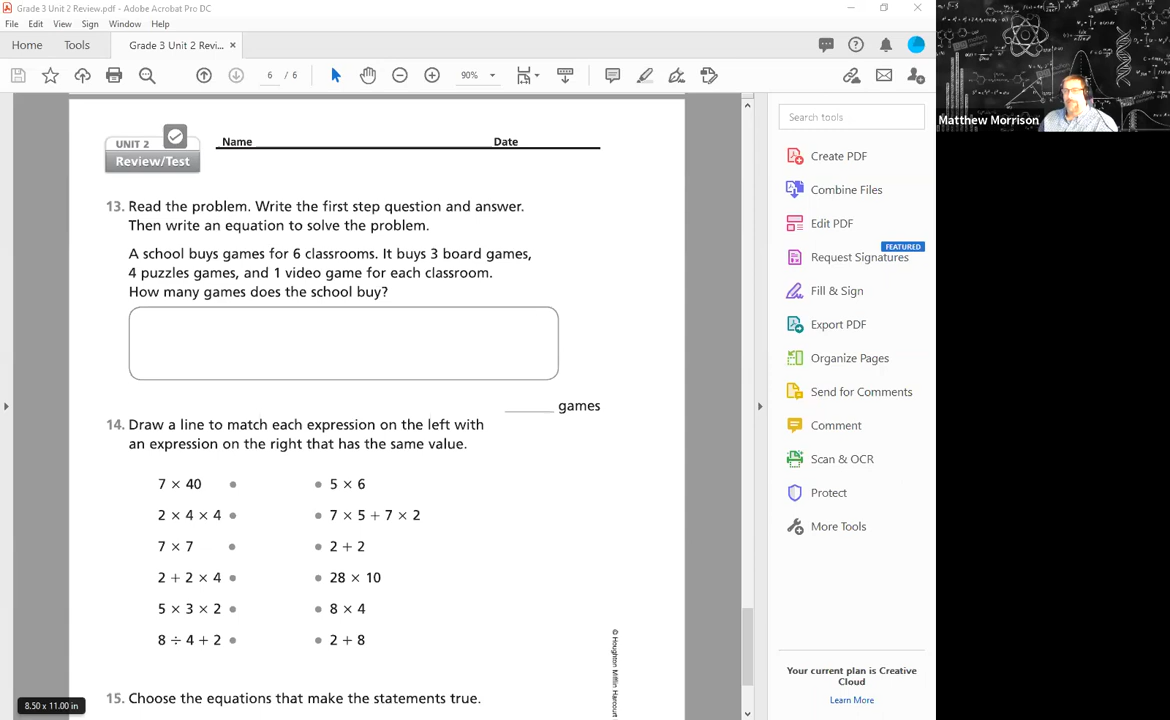 Grade 3 Unit 2 Review.pdf - Adobe Acrobat Pro DC
File Edit View Sign Window Help
Home Tools Grade 3 Unit 2 Revi... ×
6 / 6 90%
UNIT 2
Review/Test
Name Date
13. Read the problem. Write the first step question and answer.
Then write an equation to solve the problem.
A school buys games for 6 classrooms. It buys 3 board games,
4 puzzles games, and 1 video game for each classroom.
How many games does the school buy?
______ games
14. Draw a line to match each expression on the left with
an expression on the right that has the same value.
7 × 40 • • 5 × 6
2 × 4 × 4 • • 7 × 5 + 7 × 2
7 × 7 • • 2 + 2
2 + 2 × 4 • • 28 × 10
5 × 3 × 2 • • 8 × 4
8 ÷ 4 + 2 • • 2 + 8
© Houghton Mifflin Harcourt
15. Choose the equations that make the statements true.
8.50 x 11.00 in
Search tools
Create PDF
Combine Files
Edit PDF
FEATURED
Request Signatures
Fill & Sign
Export PDF
Organize Pages
Send for Comments
Comment
Scan & OCR
Protect
More Tools
Your current plan is Creative
Cloud
Learn More
Matthew Morrison